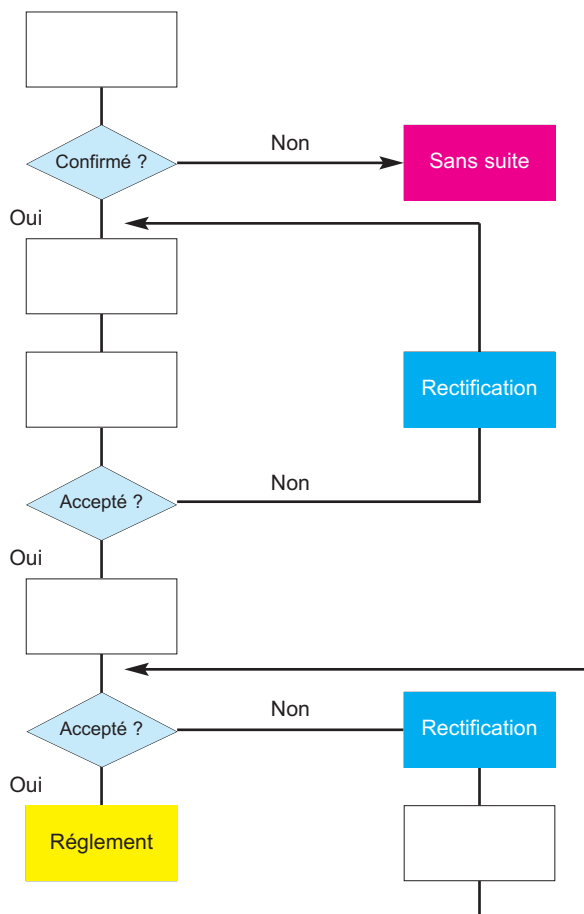 Confirmé ?
Non
Sans suite
Oui
Rectification
Non
Accepté ?
Oui
Non
Accepté ?
Rectification
Oui
Réglement